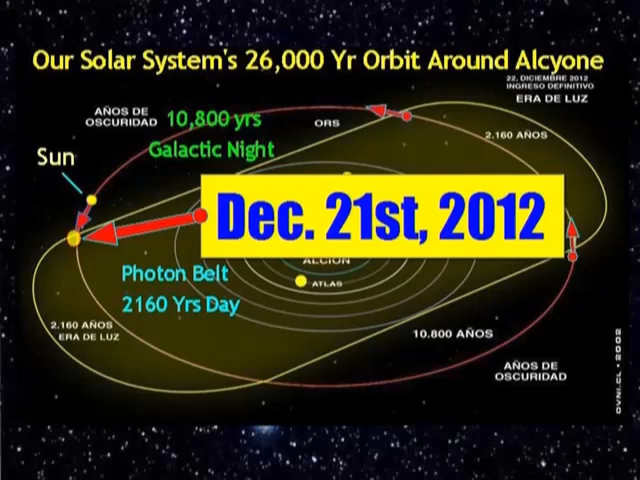 Our Solar System's 26,000 Yr Orbit Around Alcyone
22. DICIEMBRE 2012
INGRESO DEFINITIVO
ERA DE LUZ
AÑOS DE
OSCURIDAD
10,800 yrs
Galactic Night
ORS
2.160 AÑOS
Sun
Dec. 21st, 2012
ALCION
ATLAS
Photon Belt
2160 Yrs Day
2.160 AÑOS
ERA DE LUZ
10.800 AÑOS
AÑOS DE
OSCURIDAD
OVNI.CL • 2002